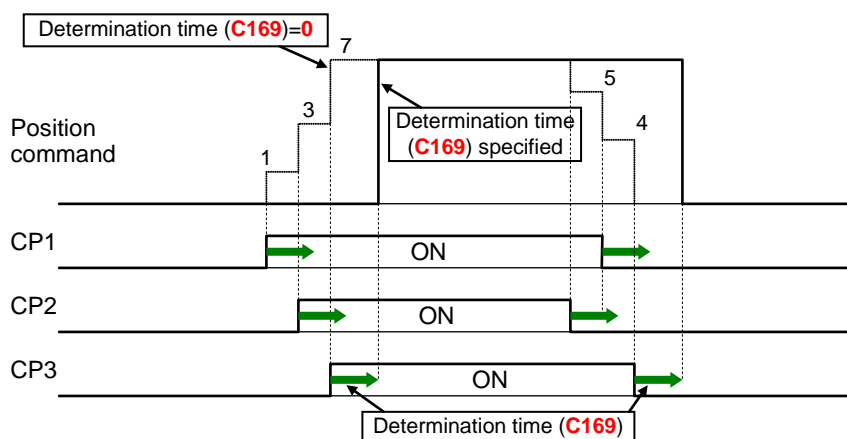 Determination time (C169)=0
7
5
3
Determination time
(C169) specified
4
Position
command
1
CP1
ON
CP2
ON
CP3
ON
Determination time (C169)